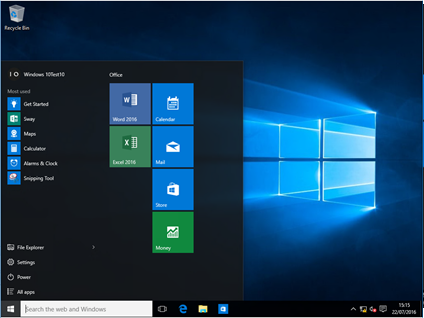 Recycle Bin
Windows 10Test10
Most used
Get Started
Sway
Maps
Calculator
Alarms & Clock
Snipping Tool
File Explorer
Settings
Power
All apps
Office
Word 2016
Calendar
Excel 2016
Mail
Store
Money
Search the web and Windows
15:15
22/07/2016